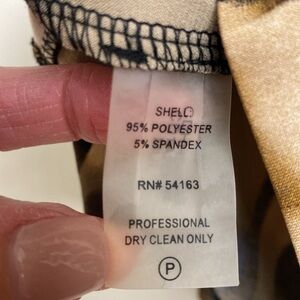 SHELL
95% POLYESTER
5% SPANDEX
RN# 54163
PROFESSIONAL
DRY CLEAN ONLY
P